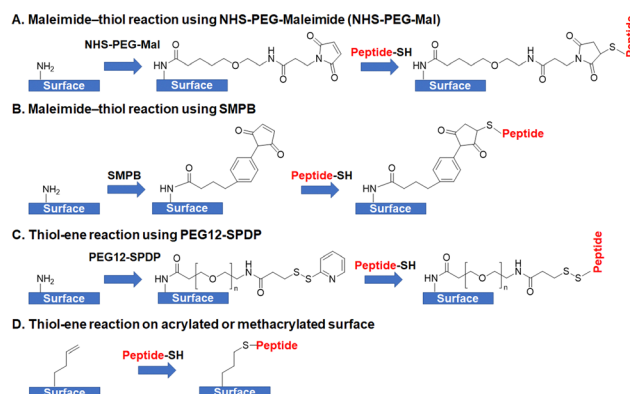 A. Maleimide–thiol reaction using NHS-PEG-Maleimide (NHS-PEG-Mal)
NH₂
Surface
NHS-PEG-Mal
O
HN
O
H
N
O
N
O
O
Surface
Peptide-SH
O
HN
O
H
N
O
N
O
O
S
Peptide
Surface
B. Maleimide–thiol reaction using SMPB
NH₂
Surface
SMPB
O
O
O
HN
Surface
Peptide-SH
O
O
S
Peptide
O
HN
Surface
C. Thiol-ene reaction using PEG12-SPDP
NH₂
Surface
PEG12-SPDP
O
HN
O
n
H
N
O
S
S
N
Surface
Peptide-SH
O
HN
O
n
H
N
O
S
S
Peptide
Surface
D. Thiol-ene reaction on acrylated or methacrylated surface
Surface
Peptide-SH
S
Peptide
Surface